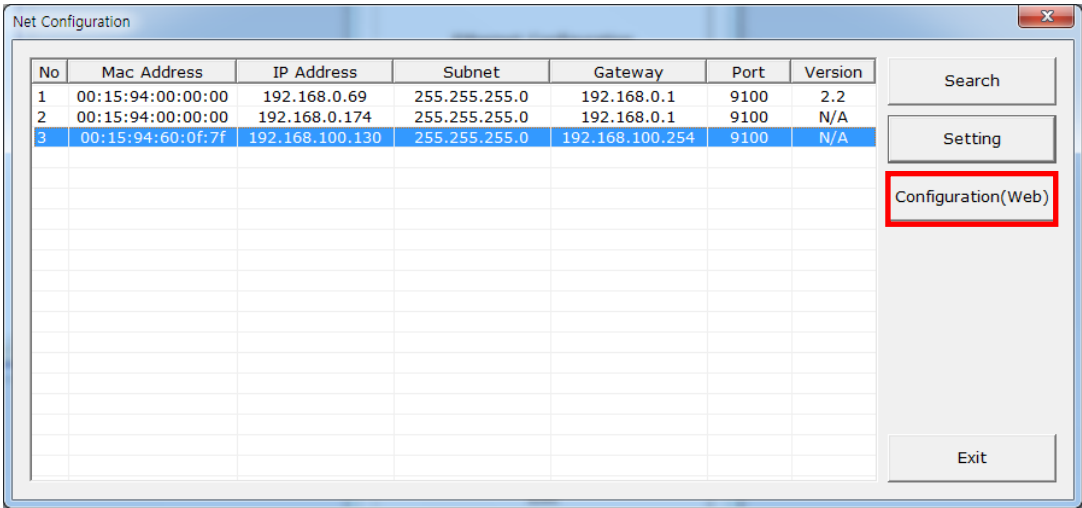 Net Configuration
No Mac Address IP Address Subnet Gateway Port Version
1 00:15:94:00:00:00 192.168.0.69 255.255.255.0 192.168.0.1 9100 2.2
2 00:15:94:00:00:00 192.168.0.174 255.255.255.0 192.168.0.1 9100 N/A
3 00:15:94:60:0f:7f 192.168.100.130 255.255.255.0 192.168.100.254 9100 N/A
Search
Setting
Configuration(Web)
Exit